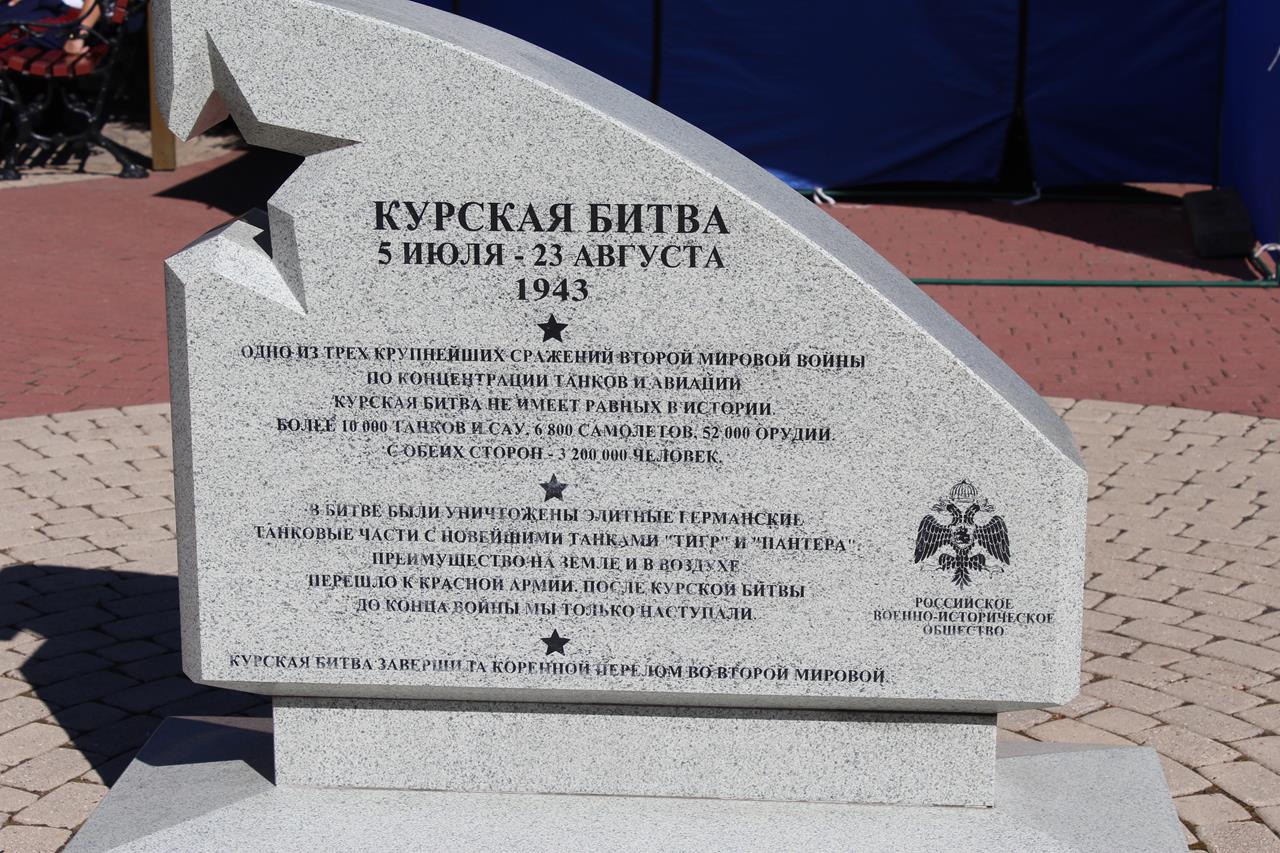 КУРСКАЯ БИТВА
5 ИЮЛЯ - 23 АВГУСТА
1943
ОДНО ИЗ ТРЕХ КРУПНЕЙШИХ СРАЖЕНИЙ ВТОРОЙ МИРОВОЙ ВОЙНЫ
ПО КОНЦЕНТРАЦИИ ТАНКОВ И АВИАЦИИ
КУРСКАЯ БИТВА НЕ ИМЕЕТ РАВНЫХ В ИСТОРИИ.
БОЛЕЕ 10 000 ТАНКОВ И САУ, 6 800 САМОЛЕТОВ, 52 000 ОРУДИЙ.
С ОБЕИХ СТОРОН - 3 200 000 ЧЕЛОВЕК.
В БИТВЕ БЫЛИ УНИЧТОЖЕНЫ ЭЛИТНЫЕ ГЕРМАНСКИЕ
ТАНКОВЫЕ ЧАСТИ С НОВЕЙШИМИ ТАНКАМИ "ТИГР" И "ПАНТЕРА".
ПРЕИМУЩЕСТВО НА ЗЕМЛЕ И В ВОЗДУХЕ
ПЕРЕШЛО К КРАСНОЙ АРМИИ. ПОСЛЕ КУРСКОЙ БИТВЫ
ДО КОНЦА ВОЙНЫ МЫ ТОЛЬКО НАСТУПАЛИ.
КУРСКАЯ БИТВА ЗАВЕРШИЛА КОРЕННОЙ ПЕРЕЛОМ ВО ВТОРОЙ МИРОВОЙ.
РОССИЙСКОЕ
ВОЕННО-ИСТОРИЧЕСКОЕ
ОБЩЕСТВО